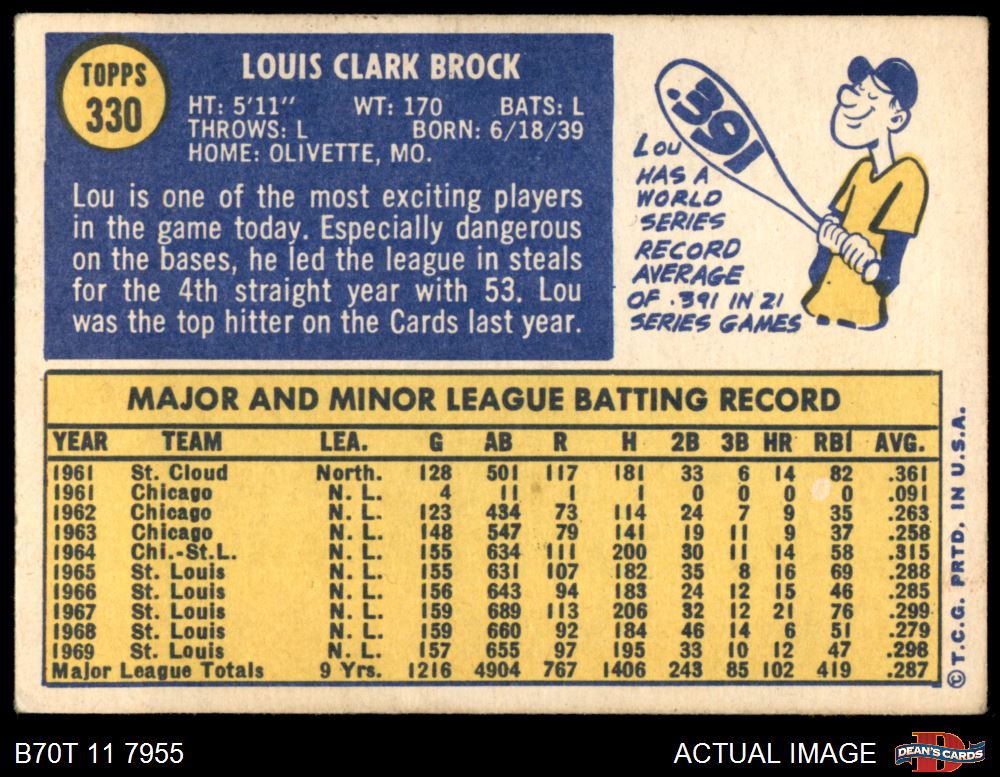 TOPPS
330
LOUIS CLARK BROCK
HT: 5'11" WT: 170 BATS: L
THROWS: L BORN: 6/18/39
HOME: OLIVETTE, MO.
Lou is one of the most exciting players
in the game today. Especially dangerous
on the bases, he led the league in steals
for the 4th straight year with 53. Lou
was the top hitter on the Cards last year.
.391
Lou
HAS A
WORLD
SERIES
RECORD
AVERAGE
OF .391 IN 21
SERIES GAMES
MAJOR AND MINOR LEAGUE BATTING RECORD
YEAR TEAM LEA. G AB R H 2B 3B HR RBI AVG.
1961 St. Cloud North. 128 501 117 181 33 6 14 82 .361
1961 Chicago N. L. 4 11 1 1 0 0 0 0 .091
1962 Chicago N. L. 123 434 73 114 24 7 9 35 .263
1963 Chicago N. L. 148 547 79 141 19 11 9 37 .258
1964 Chi.-St.L. N. L. 155 634 111 200 30 11 14 58 .315
1965 St. Louis N. L. 155 631 107 182 35 8 16 69 .288
1966 St. Louis N. L. 156 643 94 183 24 12 15 46 .285
1967 St. Louis N. L. 159 689 113 206 32 12 21 76 .299
1968 St. Louis N. L. 159 660 92 184 46 14 6 51 .279
1969 St. Louis N. L. 157 655 97 195 33 10 12 47 .298
Major League Totals 9 Yrs. 1216 4904 767 1406 243 85 102 419 .287
©T.C.G. PRTD. IN U.S.A.
B70T 11 7955
ACTUAL IMAGE
D
DEAN'S CARDS